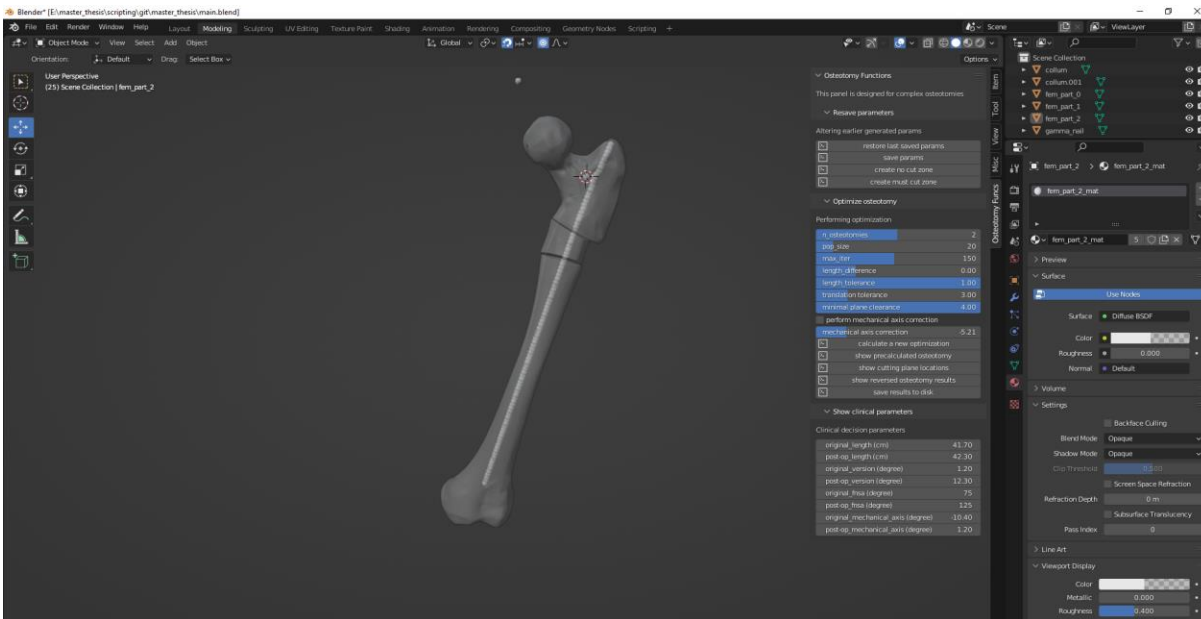 Blender* [E:\master_thesis\scripting\git\master_thesis\main.blend]
File Edit Render Window Help Layout Modeling Sculpting UV Editing Texture Paint Shading Animation Rendering Compositing Geometry Nodes Scripting + Scene ViewLayer
Object Mode View Select Add Object Global
Orientation: Default Drag: Select Box Options
User Perspective
(25) Scene Collection | fem_part_2
Osteotomy Functions
This panel is designed for complex osteotomies
Resave parameters
Altering earlier generated params
restore last saved params
save params
create no cut zone
create must cut zone
Optimize osteotomy
Performing optimization
n_osteotomies 2
pop_size 20
max_iter 150
length_difference 0.00
length_tolerance 1.00
translation tolerance 3.00
minimal plane clearance 4.00
perform mechanical axis correction
mechanical axis correction -5.21
calculate a new optimization
show precalculated osteotomy
show cutting plane locations
show reversed osteotomy results
save results to disk
Show clinical parameters
Clinical decision parameters
original_length (cm) 41.70
post-op_length (cm) 42.30
original_version (degree) 1.20
post-op_version (degree) 12.30
original_fnsa (degree) 75
post-op_fnsa (degree) 125
original_mechanical_axis (degree) -10.40
post-op_mechanical_axis (degree) 1.20
Item
Tool
View
Misc
Osteotomy Funcs
Scene Collection
collum
collum.001
fem_part_0
fem_part_1
fem_part_2
gamma_nail
fem_part_2 > fem_part_2_mat
fem_part_2_mat
fem_part_2_mat 5
Preview
Surface
Use Nodes
Surface Diffuse BSDF
Color
Roughness 0.000
Normal Default
Volume
Settings
Backface Culling
Blend Mode Opaque
Shadow Mode Opaque
Clip Threshold 0.500
Screen Space Refraction
Refraction Depth 0 m
Subsurface Translucency
Pass Index 0
Line Art
Viewport Display
Color
Metallic 0.000
Roughness 0.400